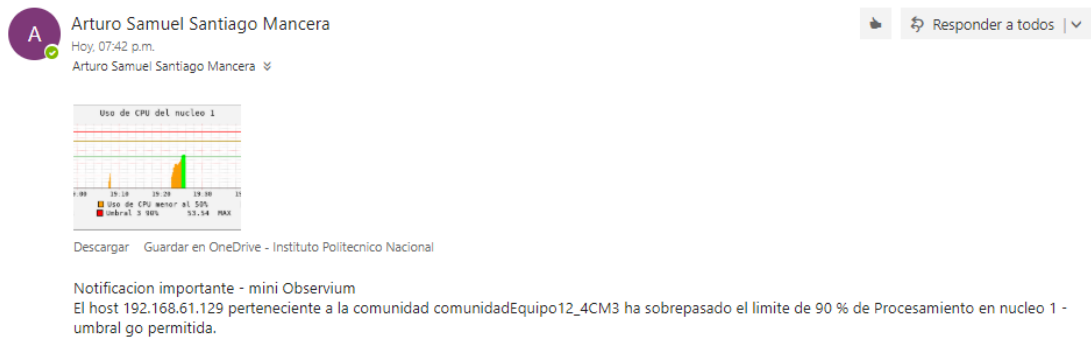 A
Arturo Samuel Santiago Mancera
Responder a todos
Hoy, 07:42 p.m.
Arturo Samuel Santiago Mancera
Uso de CPU del nucleo 1
19:10 19:20 19:30
Uso de CPU menor al 50%
Umbral 3 90% 53.54 MAX
Descargar Guardar en OneDrive - Instituto Politecnico Nacional
Notificacion importante - mini Observium
El host 192.168.61.129 perteneciente a la comunidad comunidadEquipo12_4CM3 ha sobrepasado el limite de 90 % de Procesamiento en nucleo 1 -
umbral go permitida.